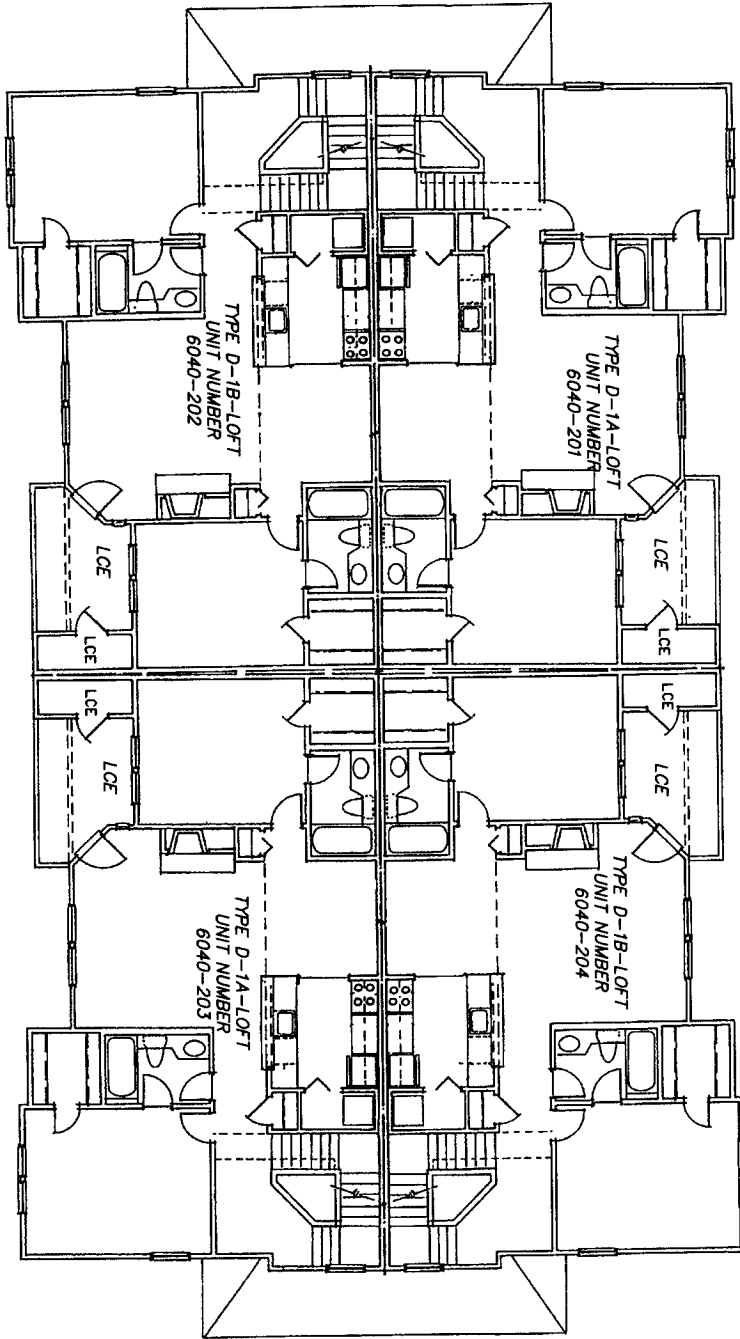 TYPE D-1B-LOFT
UNIT NUMBER
6040-202
TYPE D-1A-LOFT
UNIT NUMBER
6040-201
LCE
LCE
LCE
LCE
LCE
LCE
LCE
LCE
TYPE D-1A-LOFT
UNIT NUMBER
6040-203
TYPE D-1B-LOFT
UNIT NUMBER
6040-204